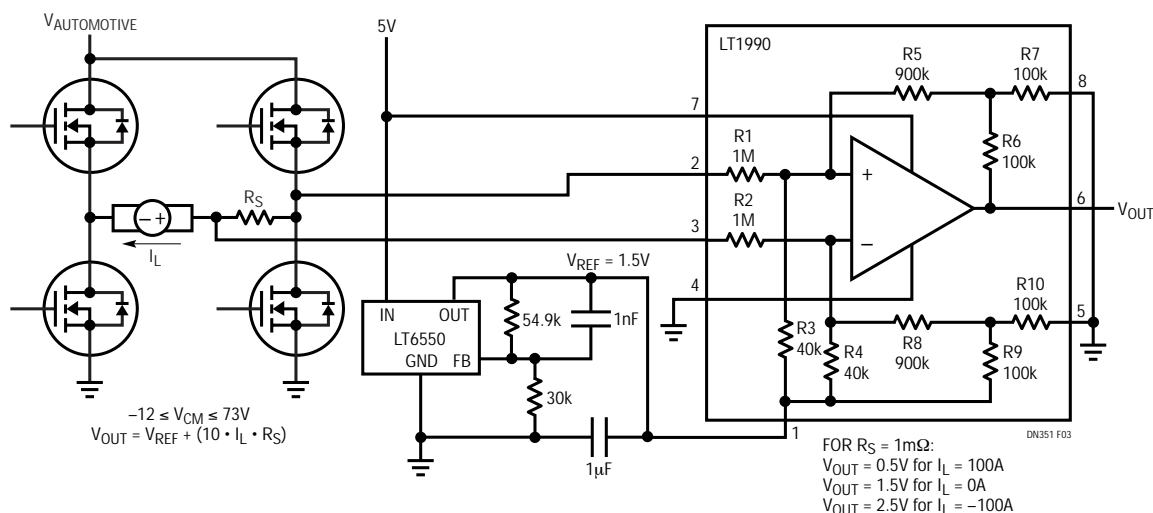 VAUTOMOTIVE
5V
LT1990
R5
900k
R7
100k
8
7
R1
1M
2
R6
100k
+
6
VOUT
RS
− +
IL
R2
1M
3
−
VREF = 1.5V
4
R10
100k
5
IN OUT
LT6550
GND FB
54.9k
1nF
R3
40k
R4
40k
R8
900k
R9
100k
30k
1µF
1
DN351 F03
−12 ≤ VCM ≤ 73V
VOUT = VREF + (10 • IL • RS)
FOR RS = 1mΩ:
VOUT = 0.5V for IL = 100A
VOUT = 1.5V for IL = 0A
VOUT = 2.5V for IL = −100A